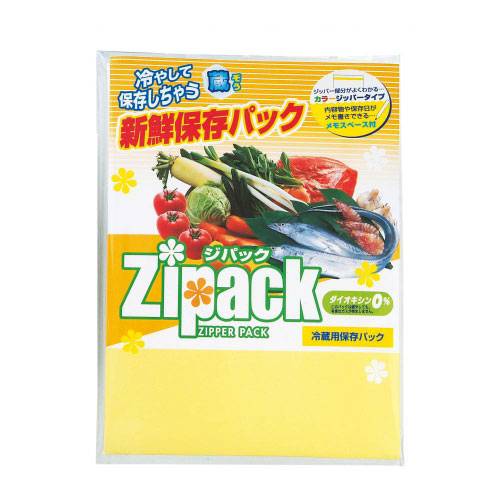 冷やして
保存しちゃう
蔵
ぞう
新鮮保存パック
ジッパー部分がよくわかる…
カラージッパータイプ
内容物や保存日が
メモ書きできる…
メモスペース付
ジパック
Zipack
ZIPPER PACK
ダイオキシン0%
冷蔵用保存パック